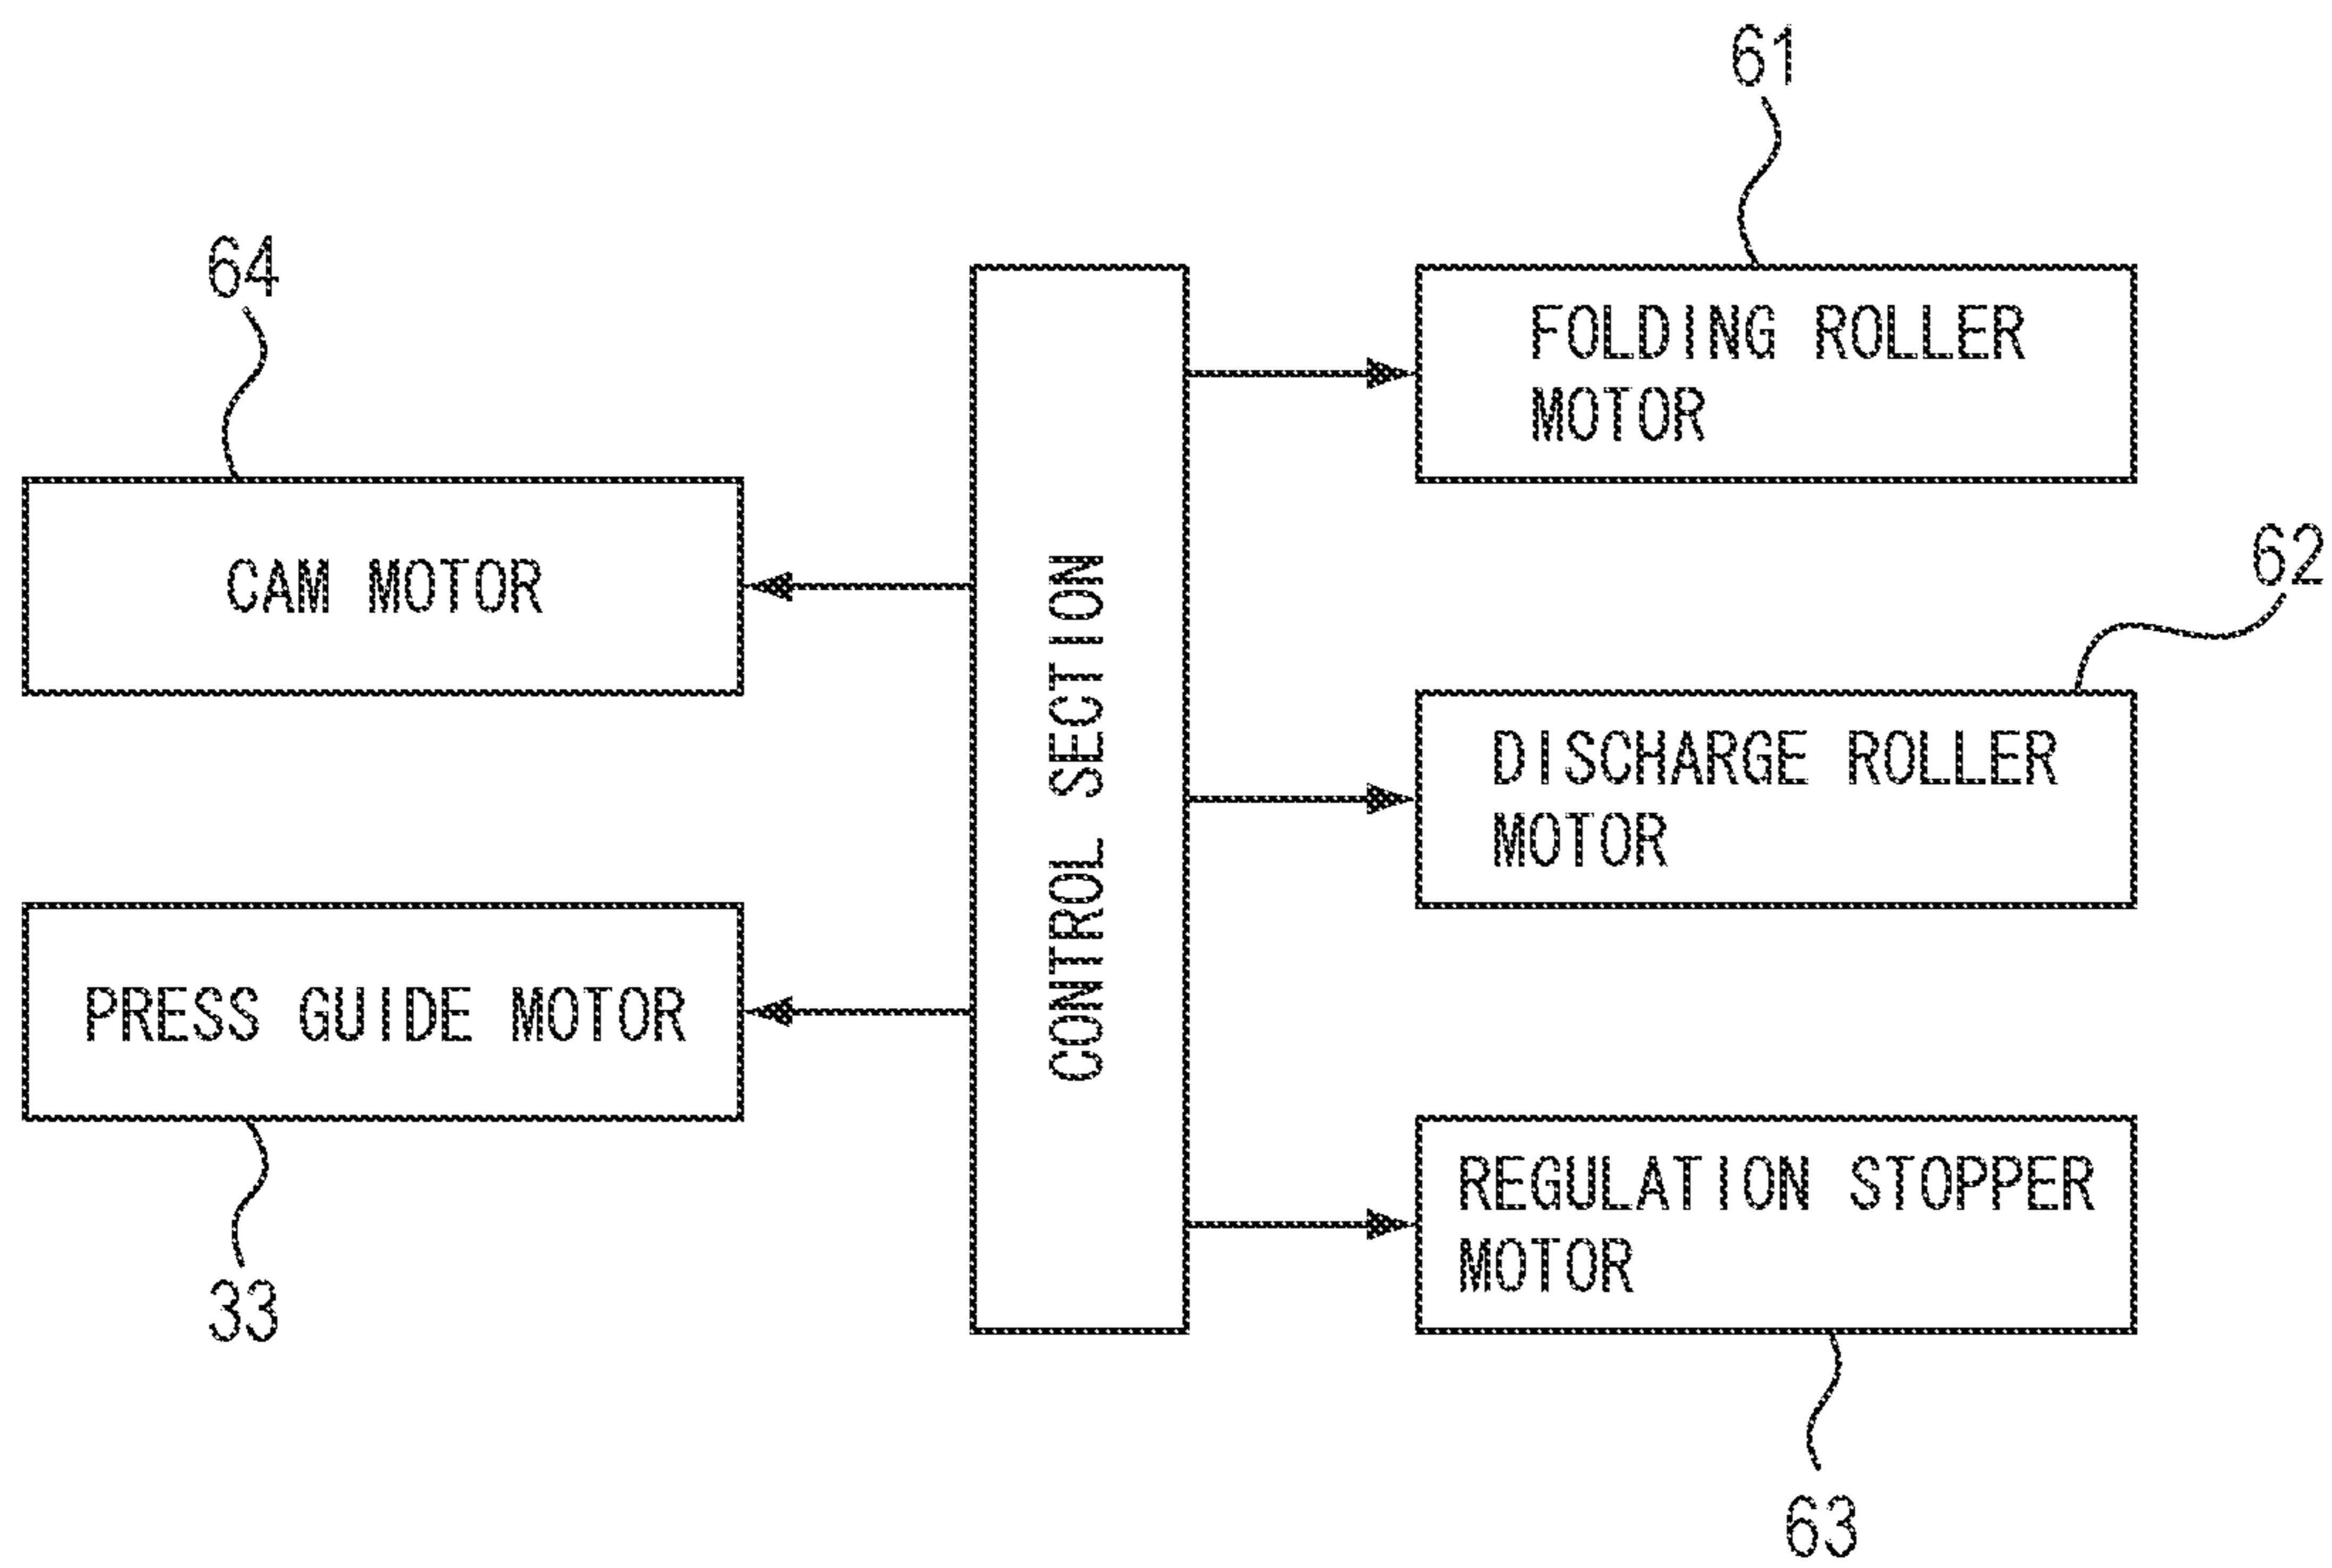 61
64
FOLDING ROLLER
MOTOR
62
CAM MOTOR
CONTROL SECTION
DISCHARGE ROLLER
MOTOR
PRESS GUIDE MOTOR
REGULATION STOPPER
MOTOR
33
63